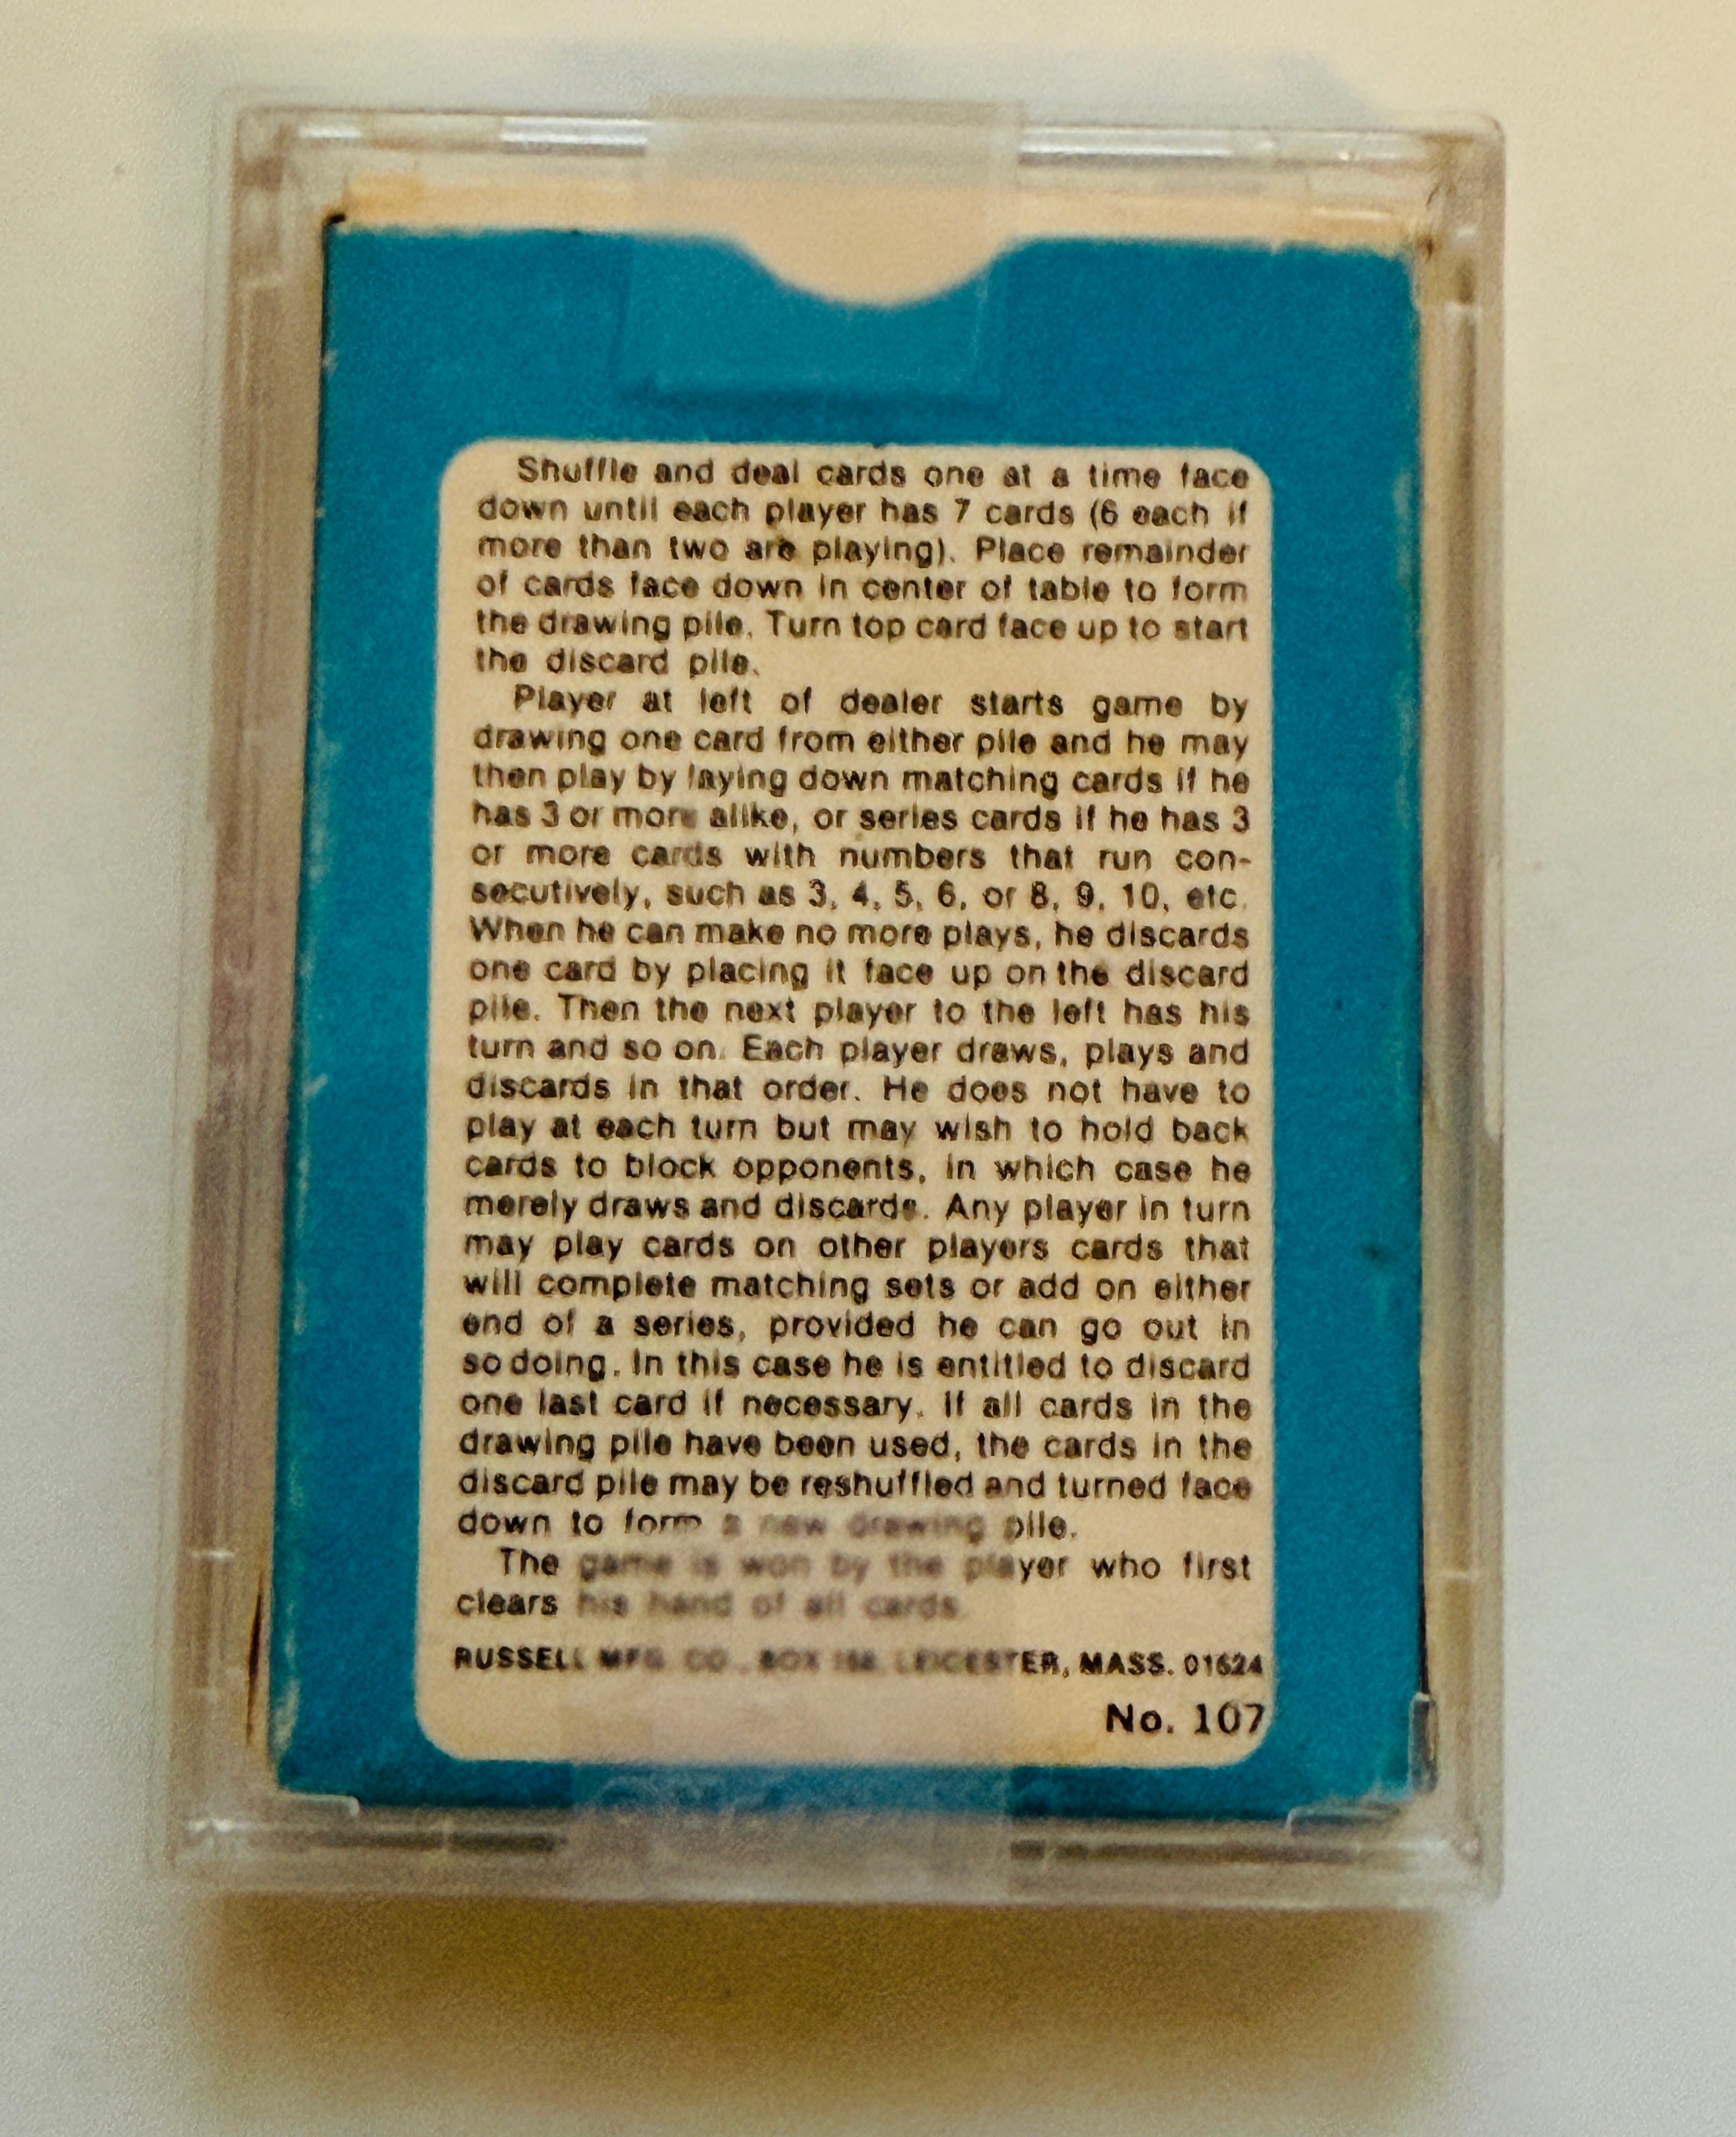 Shuffle and deal cards one at a time face
down until each player has 7 cards (6 each if
more than two are playing). Place remainder
of cards face down in center of table to form
the drawing pile. Turn top card face up to start
the discard pile.
Player at left of dealer starts game by
drawing one card from either pile and he may
then play by laying down matching cards if he
has 3 or more alike, or series cards if he has 3
or more cards with numbers that run con-
secutively, such as 3, 4, 5, 6, or 8, 9, 10, etc.
When he can make no more plays, he discards
one card by placing it face up on the discard
pile. Then the next player to the left has his
turn and so on. Each player draws, plays and
discards in that order. He does not have to
play at each turn but may wish to hold back
cards to block opponents, in which case he
merely draws and discards. Any player in turn
may play cards on other players cards that
will complete matching sets or add on either
end of a series, provided he can go out in
so doing. In this case he is entitled to discard
one last card if necessary. If all cards in the
drawing pile have been used, the cards in the
discard pile may be reshuffled and turned face
down to form a new drawing pile.
The game is won by the player who first
clears his hand of all cards.
RUSSELL MFG. CO., BOX LEICESTER, MASS. 01524
No. 107